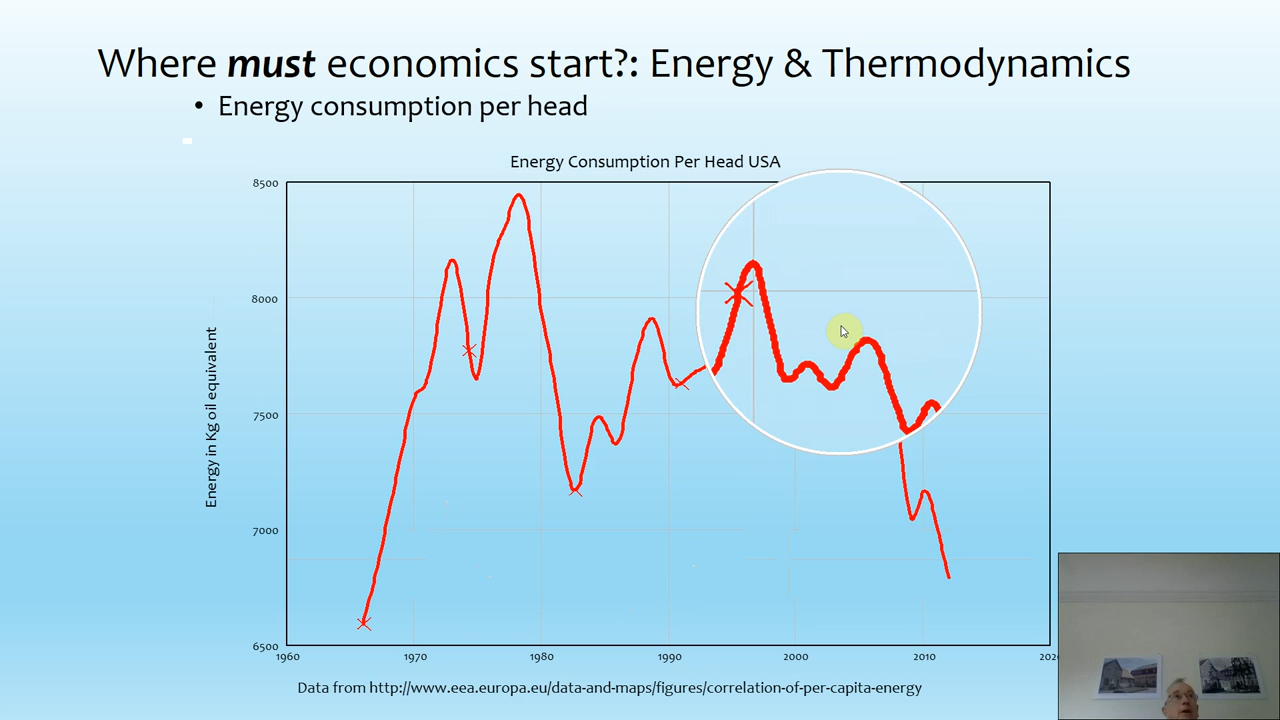 Where must economics start?: Energy & Thermodynamics
• Energy consumption per head
Energy Consumption Per Head USA
8500
8000
7500
7000
6500
Energy in Kg oil equivalent
1960 1970 1980 1990 2000 2010 202
Data from http://www.eea.europa.eu/data-and-maps/figures/correlation-of-per-capita-energy